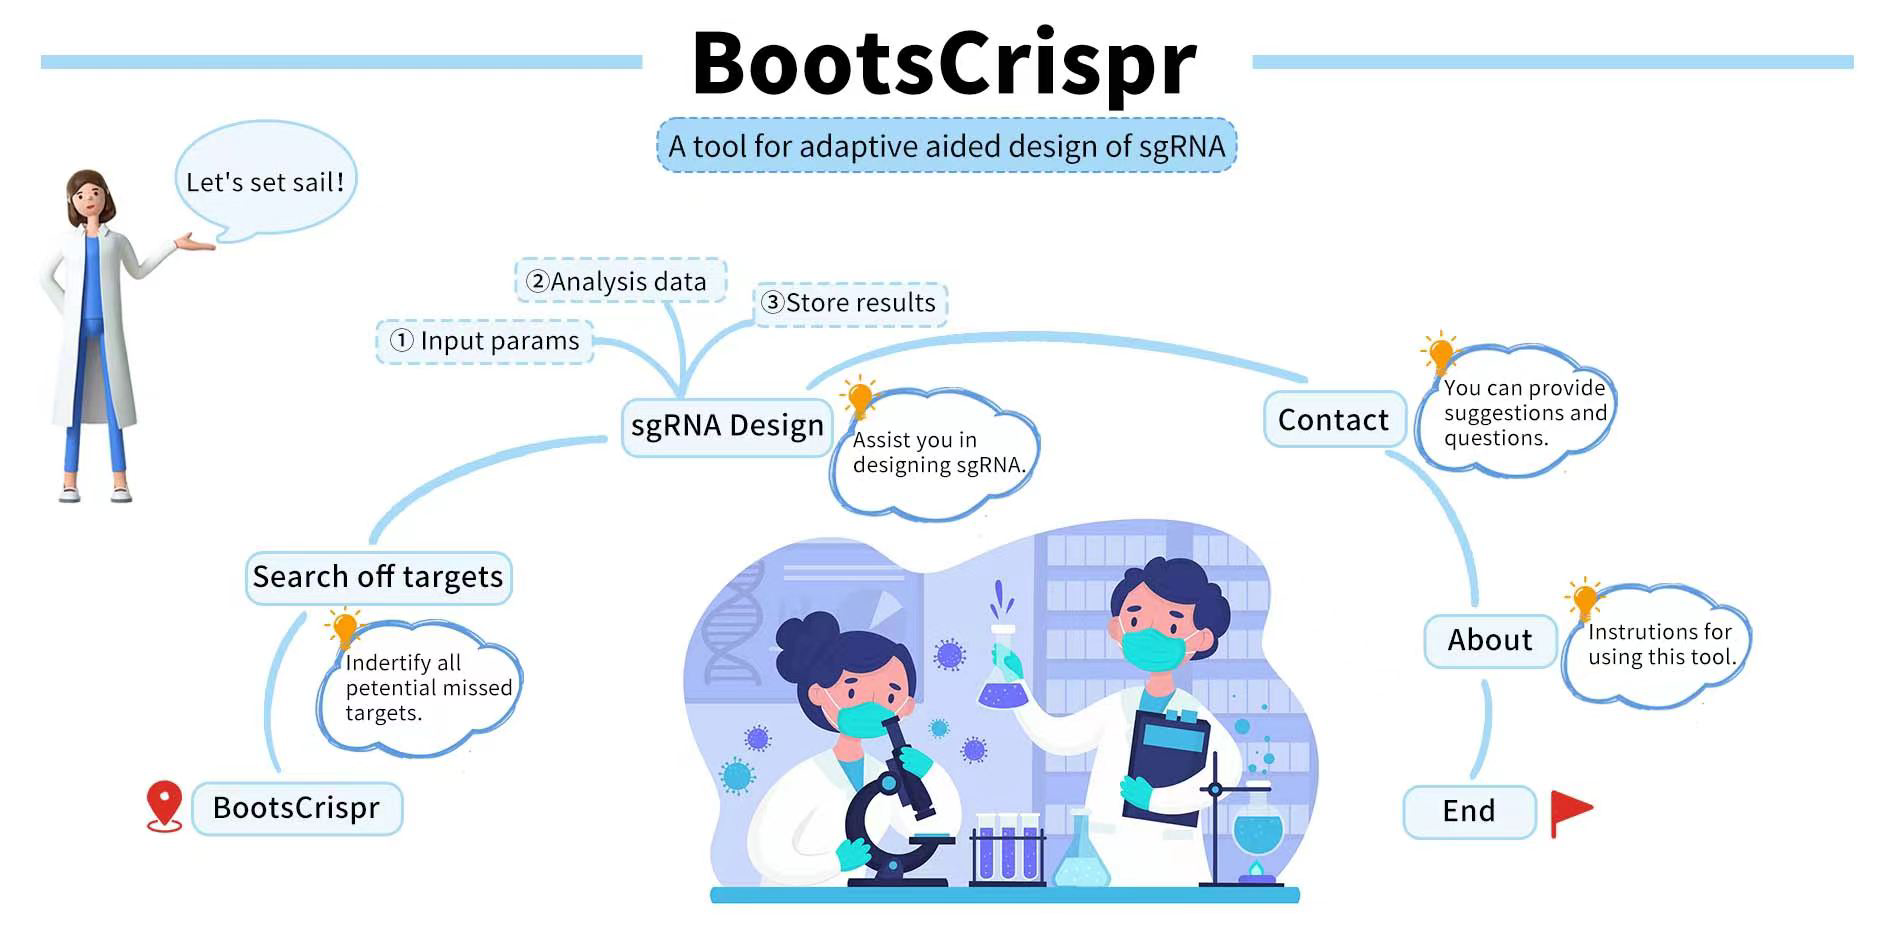 BootsCrispr
A tool for adaptive aided design of sgRNA
Let's set sail!
②Analysis data
③Store results
① Input params
sgRNA Design
Assist you in
designing sgRNA.
Contact
You can provide
suggestions and
questions.
Search off targets
Indertify all
petential missed
targets.
About
Instrutions for
using this tool.
BootsCrispr
End